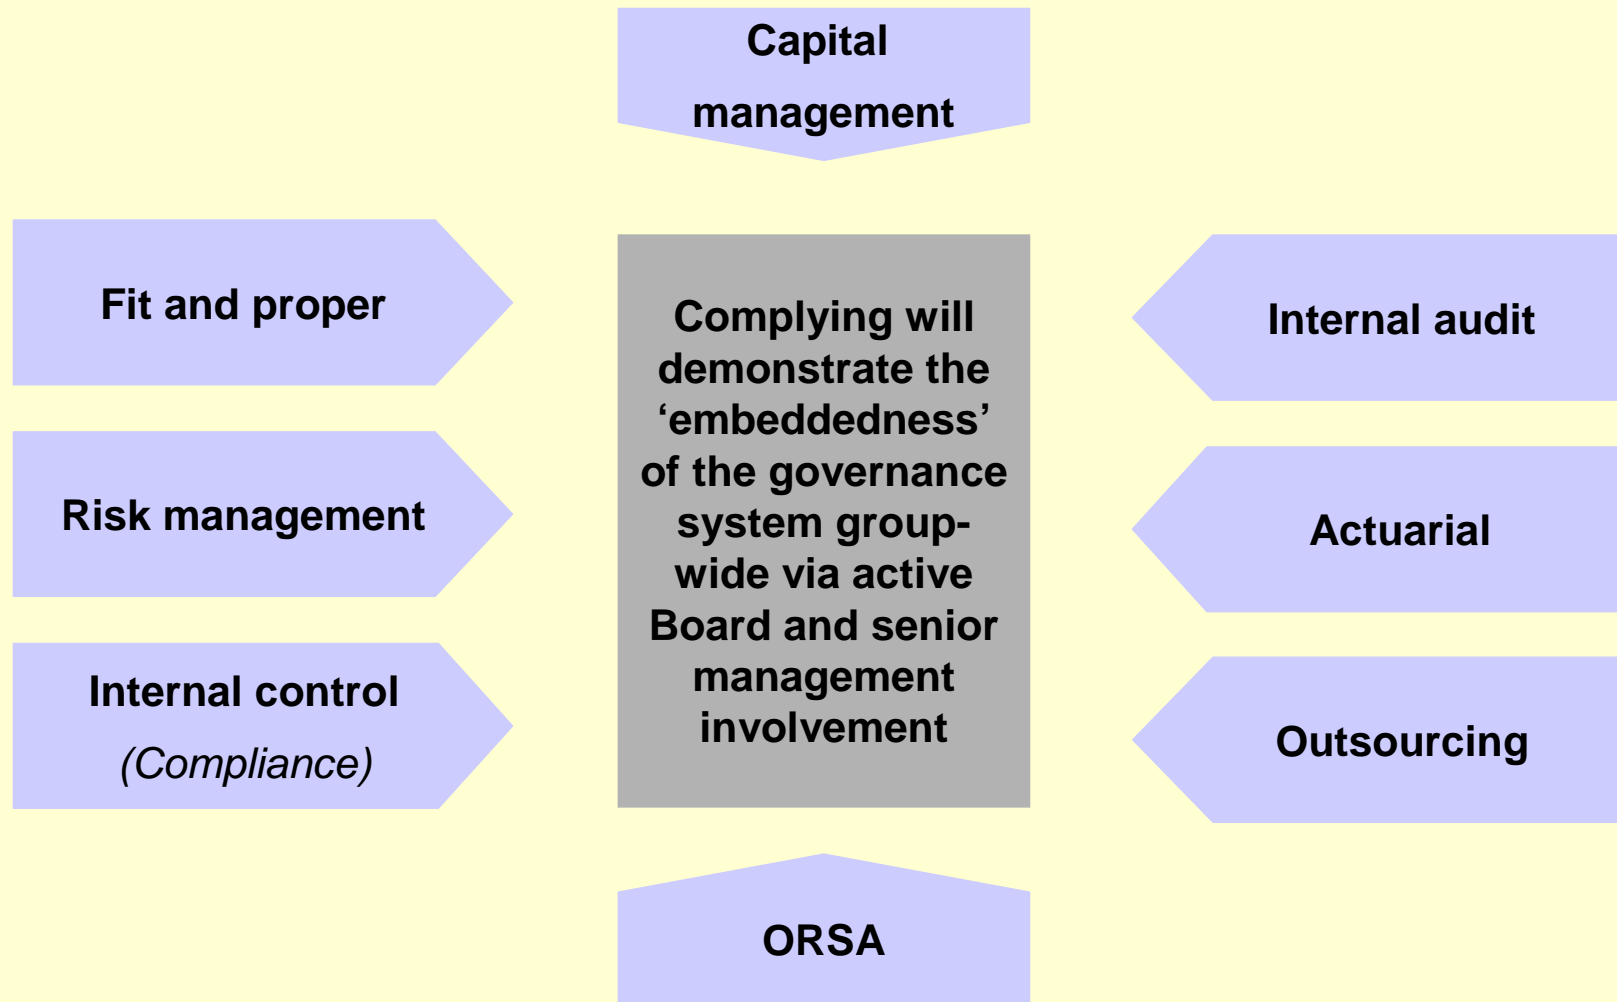 Capital
management
Fit and proper
Risk management
Internal control
(Compliance)
Complying will
demonstrate the
‘embeddedness’
of the governance
system group-
wide via active
Board and senior
management
involvement
Internal audit
Actuarial
Outsourcing
ORSA